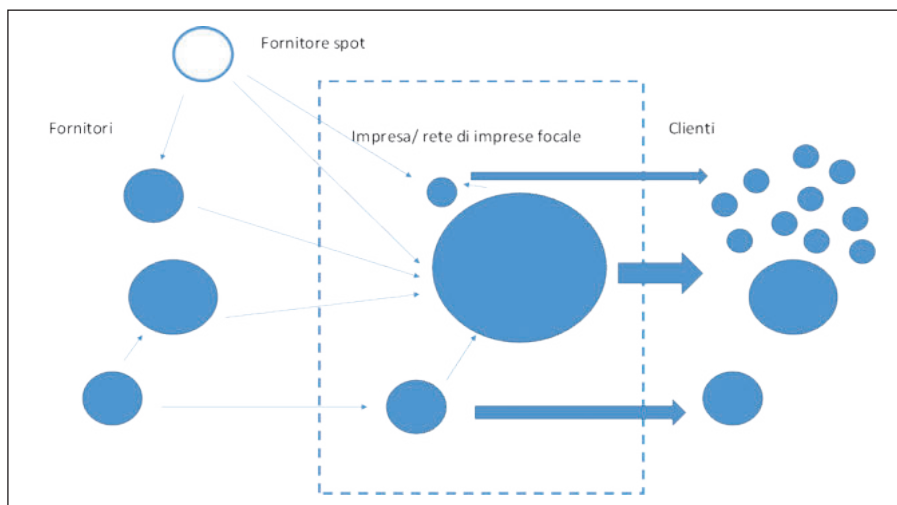 Fornitore spot
Fornitori
Impresa/ rete di imprese focale
Clienti